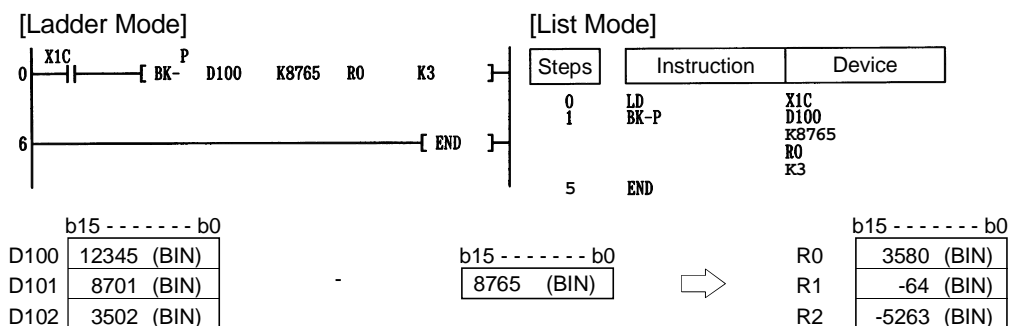 [Ladder Mode] [List Mode]
X1C
0 [ BK- P D100 K8765 R0 K3 ]
6 [ END ]
Steps Instruction Device
0 LD X1C
1 BK-P D100
K8765
R0
K3
5 END
b15 - - - - - - - b0
D100 12345 (BIN)
D101 8701 (BIN)
D102 3502 (BIN)
-
b15 - - - - - - - b0
8765 (BIN)
b15 - - - - - - - b0
R0 3580 (BIN)
R1 -64 (BIN)
R2 -5263 (BIN)